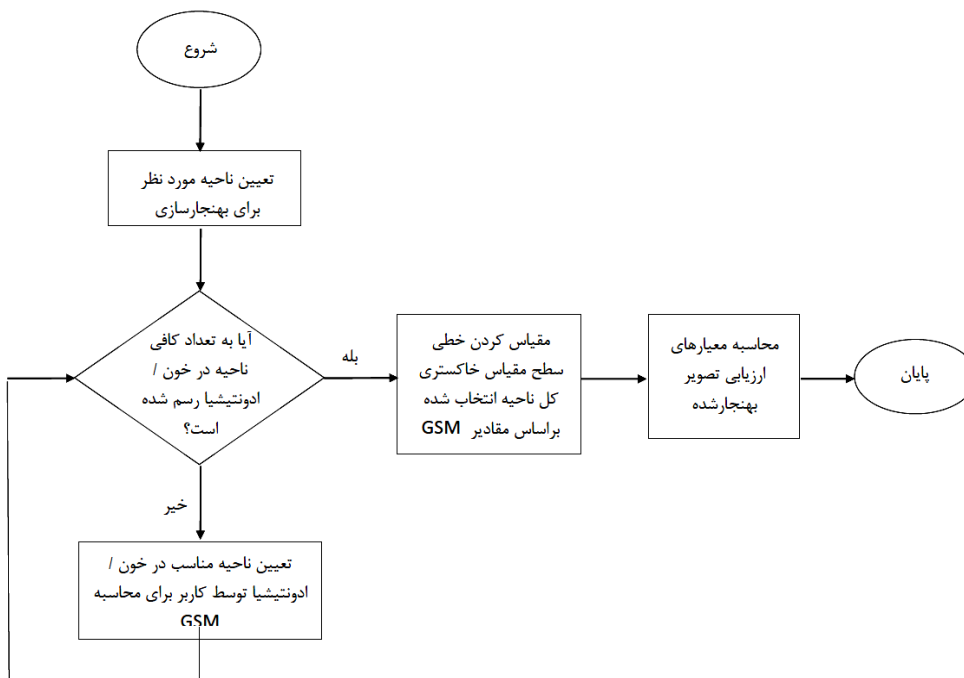 شروع
تعیین ناحیه مورد نظر
برای بهنجارسازی
آیا به تعداد کافی
ناحیه در خون /
ادونتیشیا رسم شده
است؟
بله
مقیاس کردن خطی
سطح مقیاس خاکستری
کل ناحیه انتخاب شده
براساس مقادیر GSM
محاسبه معیارهای
ارزیابی تصویر
بهنجارشده
پایان
خیر
تعیین ناحیه مناسب در خون /
ادونتیشیا توسط کاربر برای محاسبه
GSM